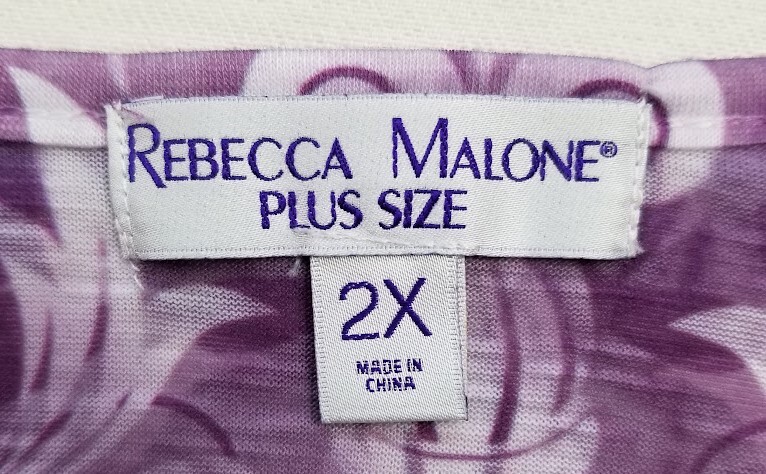 REBECCA MALONE®
PLUS SIZE
2X
MADE IN
CHINA